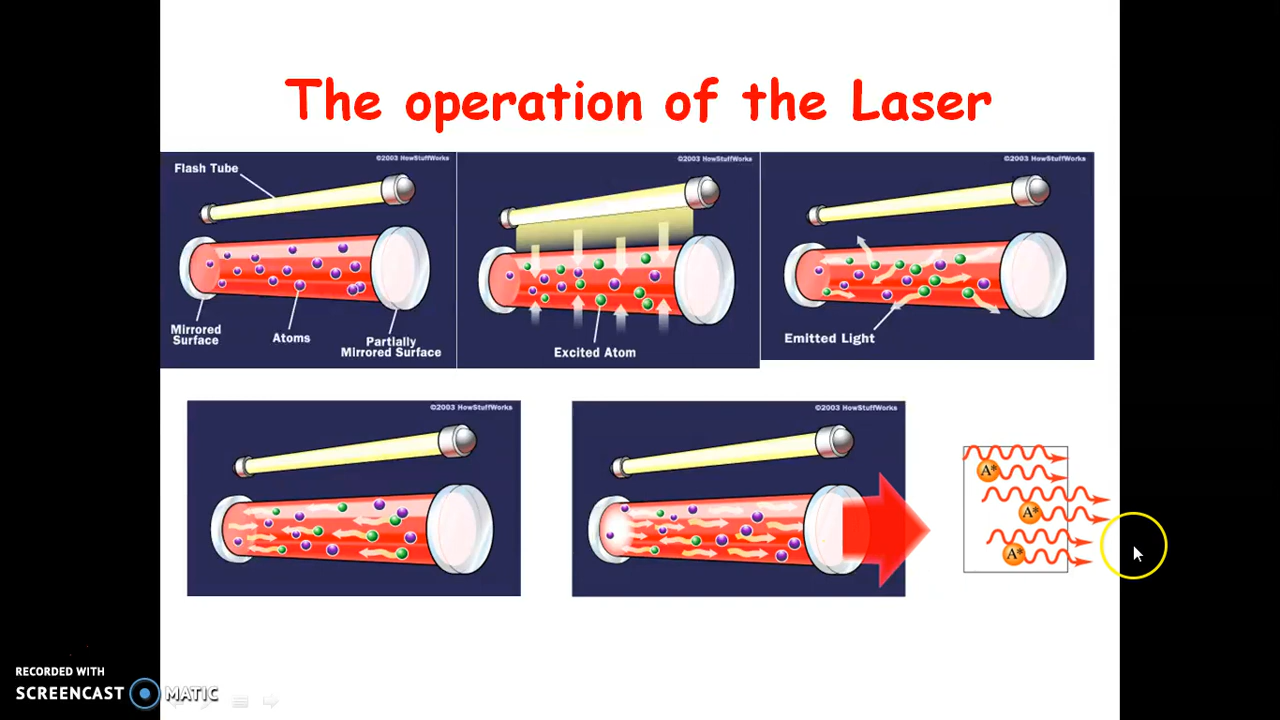 The operation of the Laser
©2003 HowStuffWorks
Flash Tube
Mirrored
Surface
Atoms
Partially
Mirrored Surface
©2003 HowStuffWorks
Excited Atom
©2003 HowStuffWorks
Emitted Light
©2003 HowStuffWorks
©2003 HowStuffWorks
A*
A*
A*
RECORDED WITH
SCREENCAST MATIC